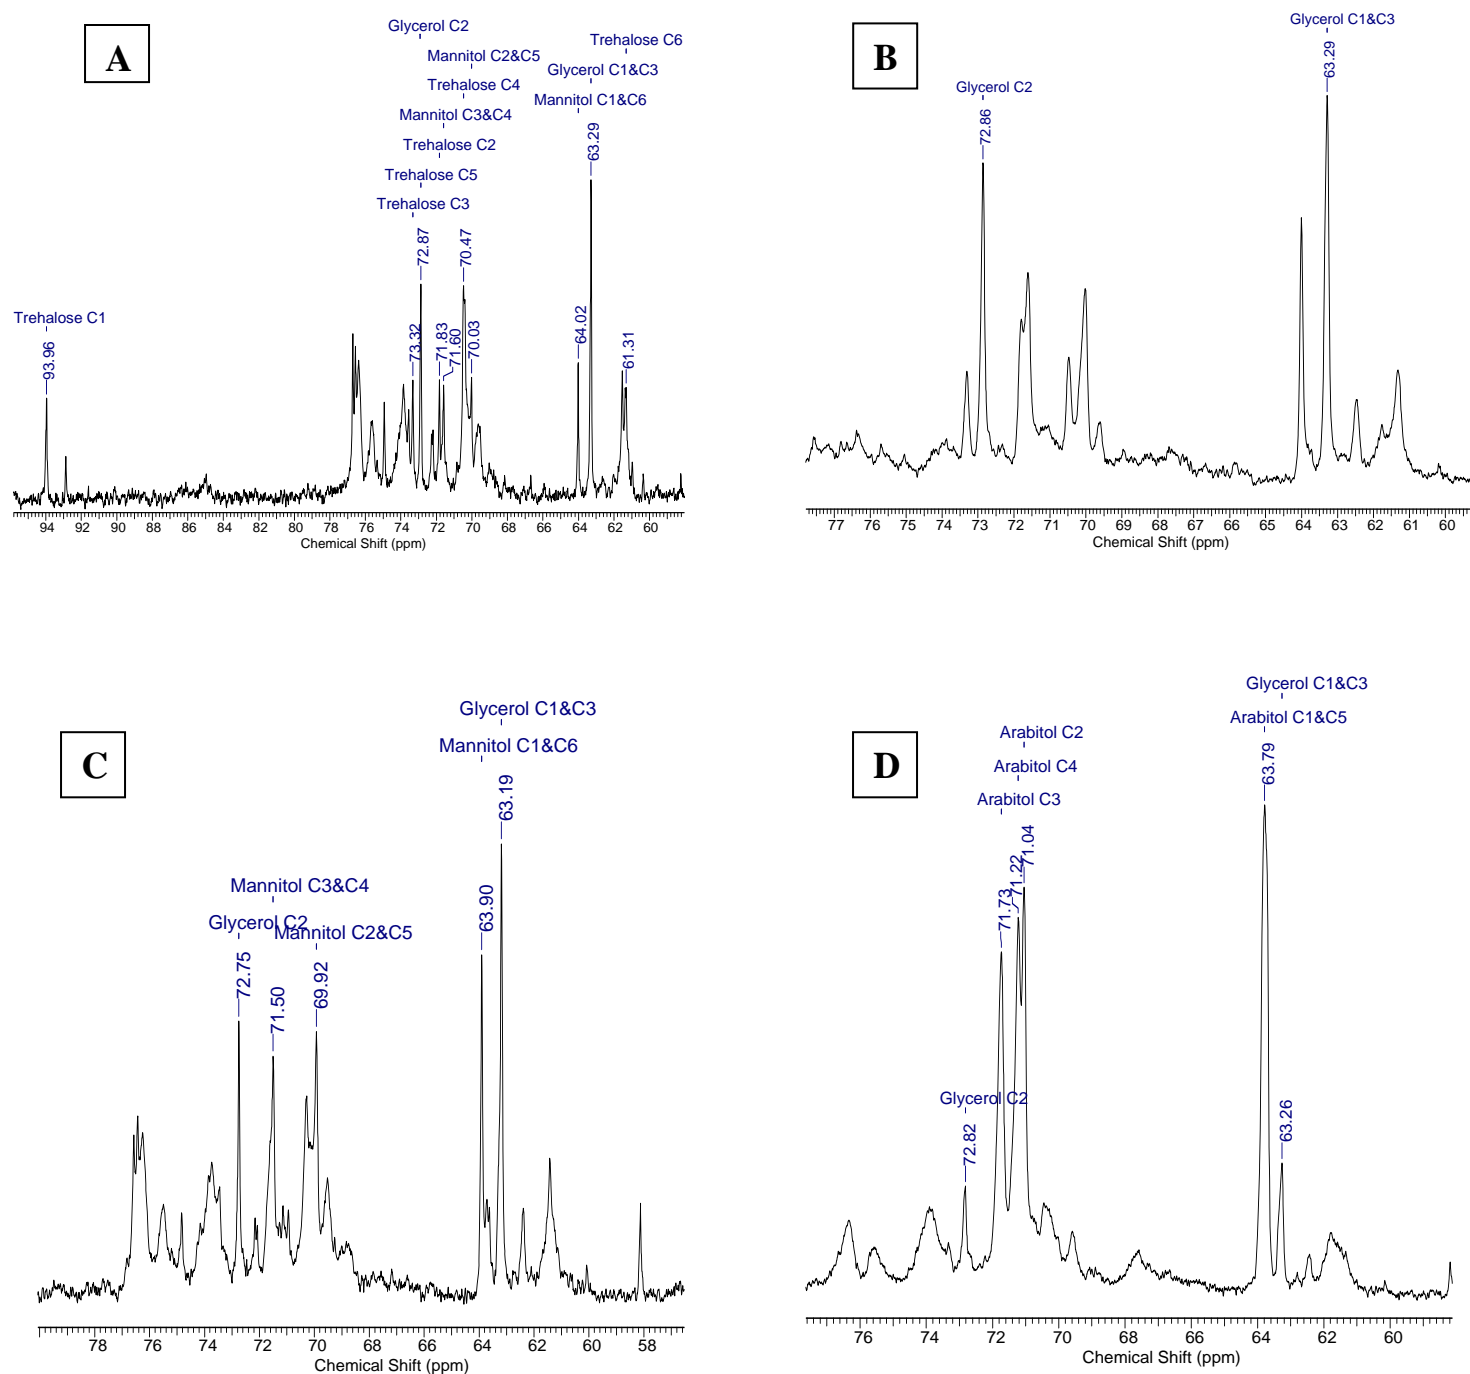 A
Glycerol C2
Mannitol C2&C5
Trehalose C6
Trehalose C4
Glycerol C1&C3
Mannitol C3&C4
Mannitol C1&C6
Trehalose C2
Trehalose C5
Trehalose C3
Trehalose C1
93.96
73.32
72.87
71.83
71.60
70.47
70.03
64.02
63.29
61.31
94 92 90 88 86 84 82 80 78 76 74 72 70 68 66 64 62 60
Chemical Shift (ppm)
B
Glycerol C1&C3
Glycerol C2
72.86
63.29
77 76 75 74 73 72 71 70 69 68 67 66 65 64 63 62 61 60
Chemical Shift (ppm)
C
Glycerol C1&C3
Mannitol C1&C6
Mannitol C3&C4
Glycerol C2
Mannitol C2&C5
72.75
71.50
69.92
63.90
63.19
78 76 74 72 70 68 66 64 62 60 58
Chemical Shift (ppm)
D
Glycerol C1&C3
Arabitol C1&C5
Arabitol C2
Arabitol C4
Arabitol C3
Glycerol C2
72.82
71.73
71.22
71.04
63.79
63.26
76 74 72 70 68 66 64 62 60
Chemical Shift (ppm)